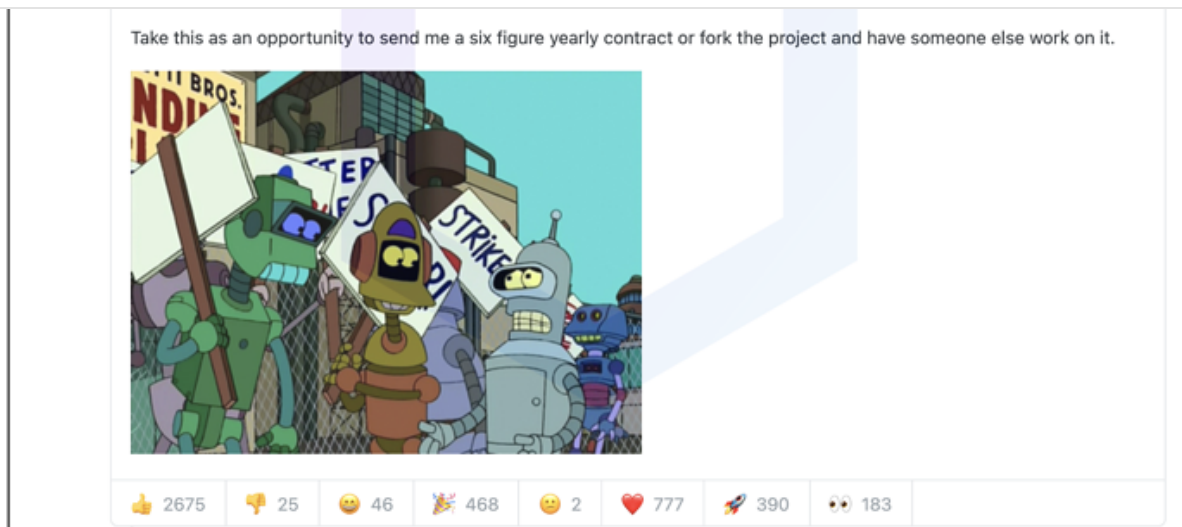 Take this as an opportunity to send me a six figure yearly contract or fork the project and have someone else work on it.
BROS.
STRIKE
2675 25 46 468 2 777 390 183